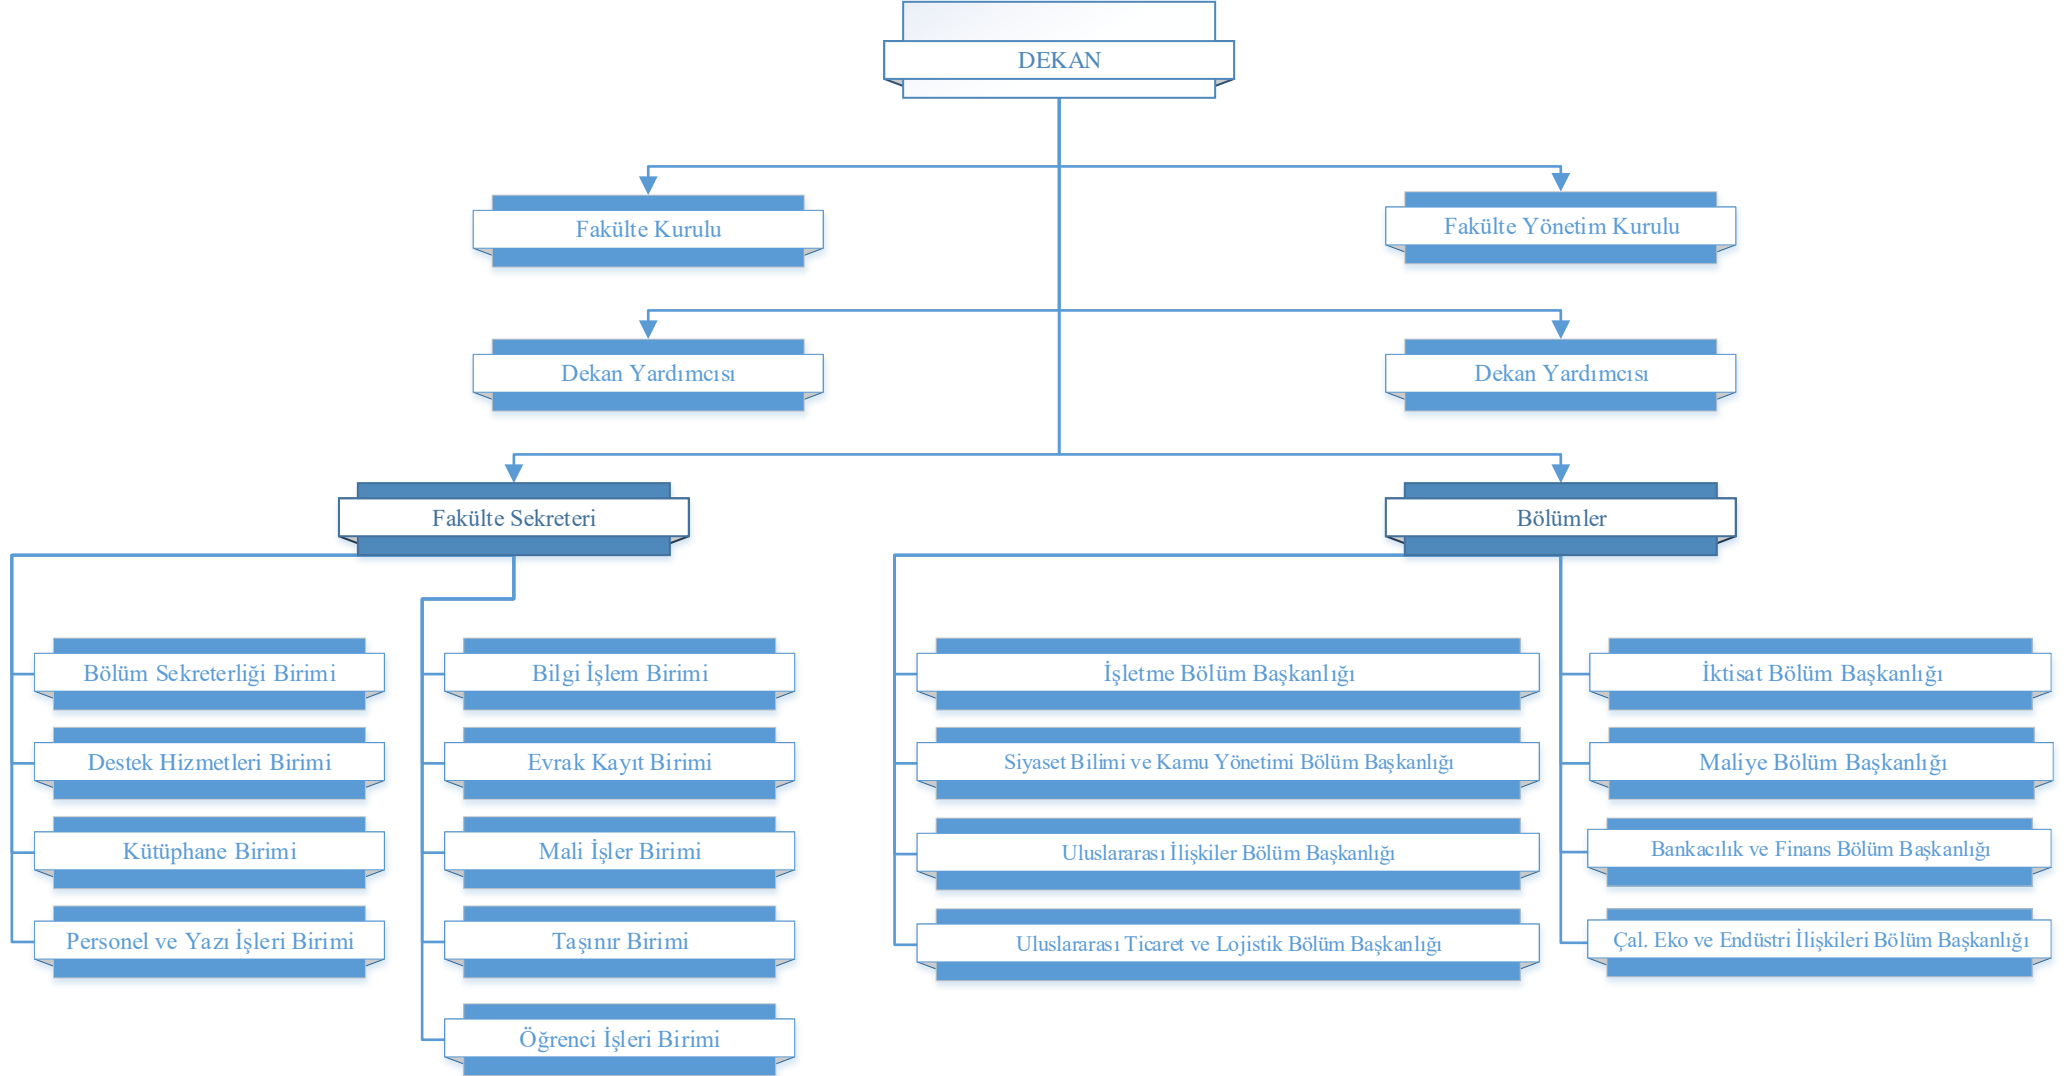 DEKAN
Fakülte Kurulu
Fakülte Yönetim Kurulu
Dekan Yardımcısı
Dekan Yardımcısı
Fakülte Sekreteri
Bölümler
Bölüm Sekreterliği Birimi
Bilgi İşlem Birimi
İşletme Bölüm Başkanlığı
İktisat Bölüm Başkanlığı
Destek Hizmetleri Birimi
Evrak Kayıt Birimi
Siyaset Bilimi ve Kamu Yönetimi Bölüm Başkanlığı
Maliye Bölüm Başkanlığı
Kütüphane Birimi
Mali İşler Birimi
Uluslararası İlişkiler Bölüm Başkanlığı
Bankacılık ve Finans Bölüm Başkanlığı
Personel ve Yazı İşleri Birimi
Taşınır Birimi
Uluslararası Ticaret ve Lojistik Bölüm Başkanlığı
Çal. Eko ve Endüstri İlişkileri Bölüm Başkanlığı
Öğrenci İşleri Birimi